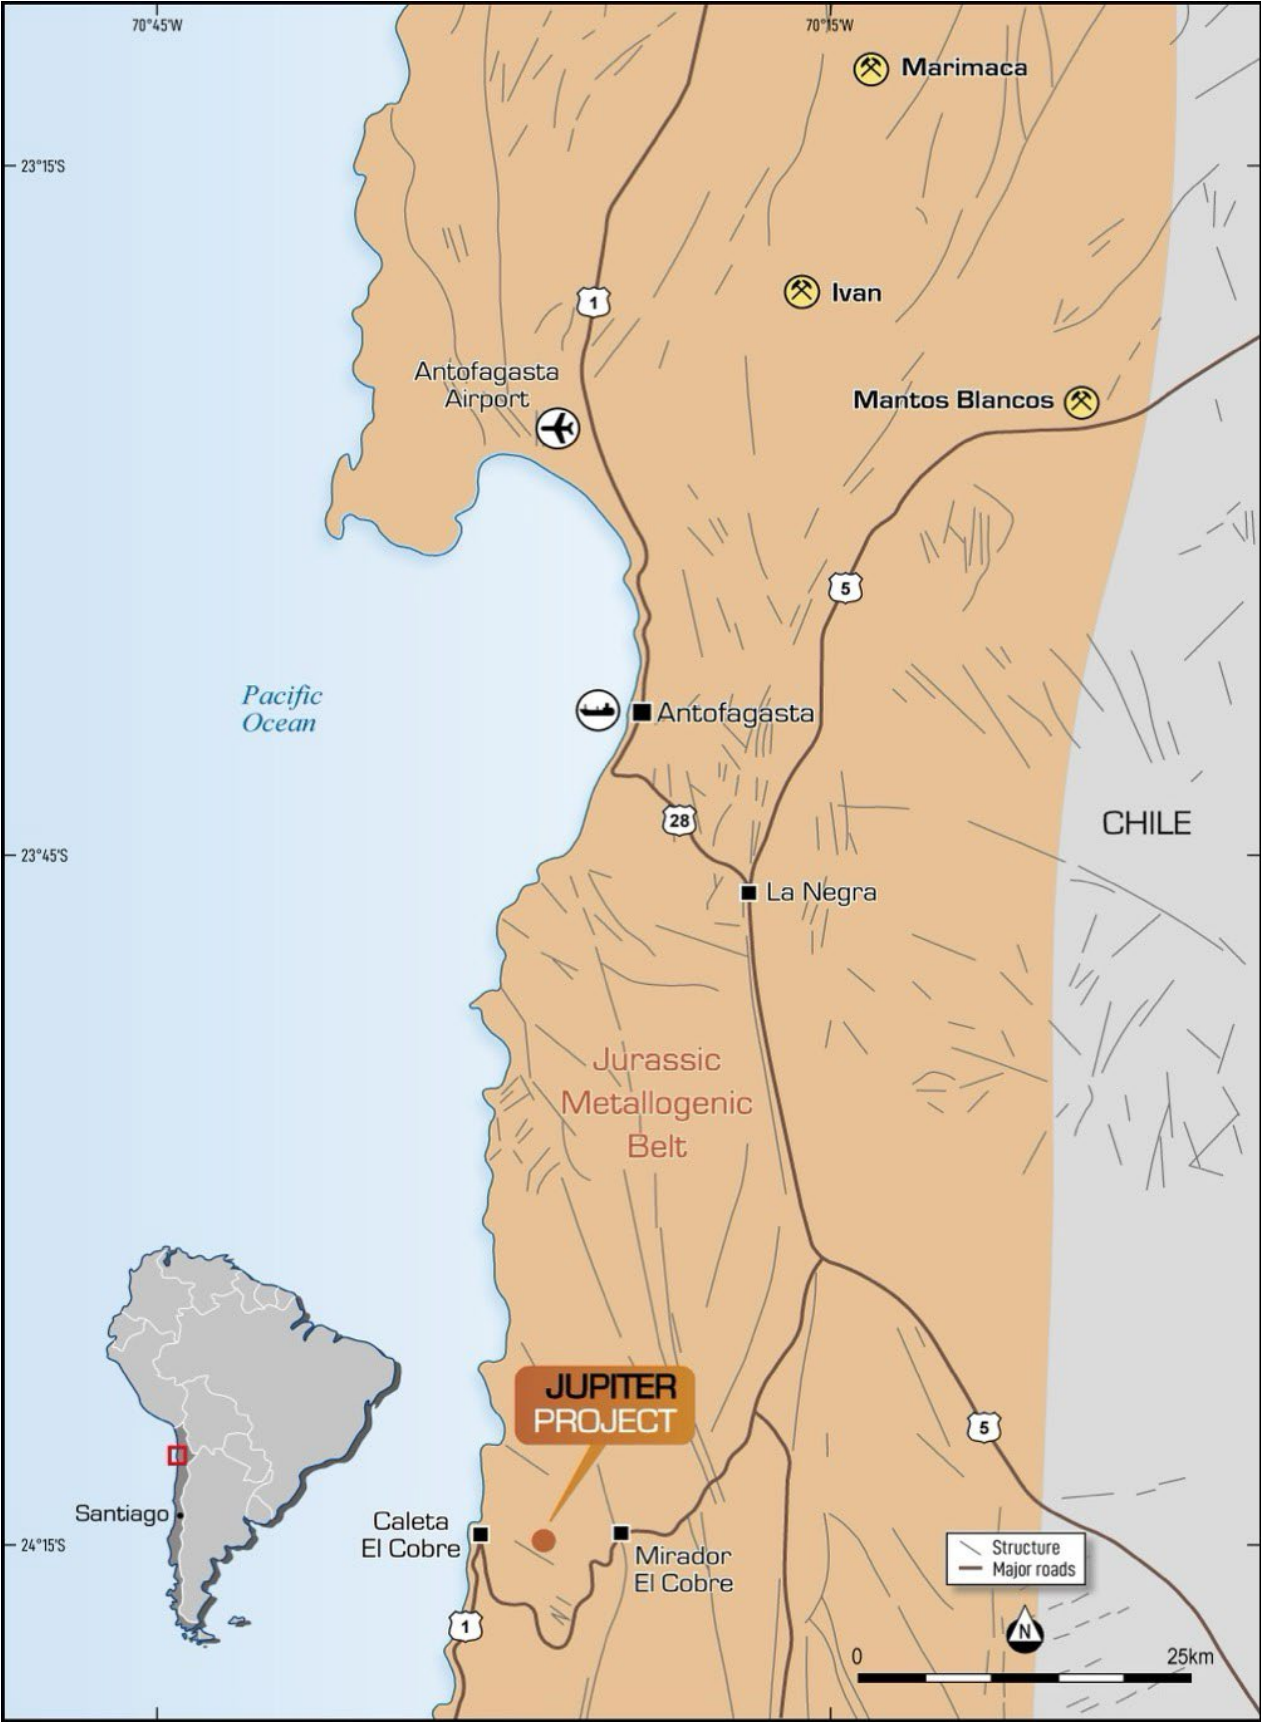 70°45'W
70°15'W
Marimaca
23°15'S
Ivan
1
Antofagasta
Airport
Mantos Blancos
5
Pacific
Ocean
Antofagasta
28
CHILE
23°45'S
La Negra
Jurassic
Metallogenic
Belt
JUPITER
PROJECT
5
Santiago
Caleta
El Cobre
24°15'S
Mirador
El Cobre
Structure
Major roads
1
N
0
25km